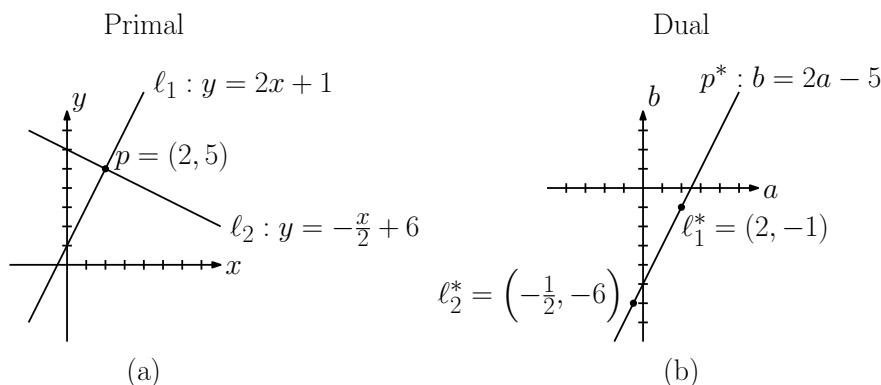 Primal
y
ℓ₁ : y = 2x + 1
p = (2, 5)
ℓ₂ : y = −x/2 + 6
x
(a)
Dual
b
p* : b = 2a − 5
a
ℓ₁* = (2, −1)
ℓ₂* = (−1/2, −6)
(b)